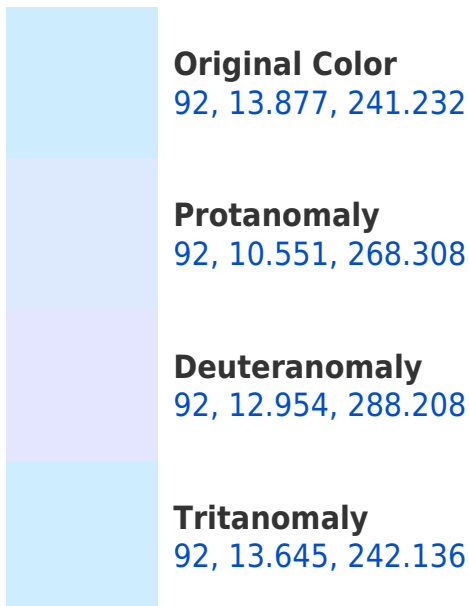 Original Color
92, 13.877, 241.232
Protanomaly
92, 10.551, 268.308
Deuteranomaly
92, 12.954, 288.208
Tritanomaly
92, 13.645, 242.136